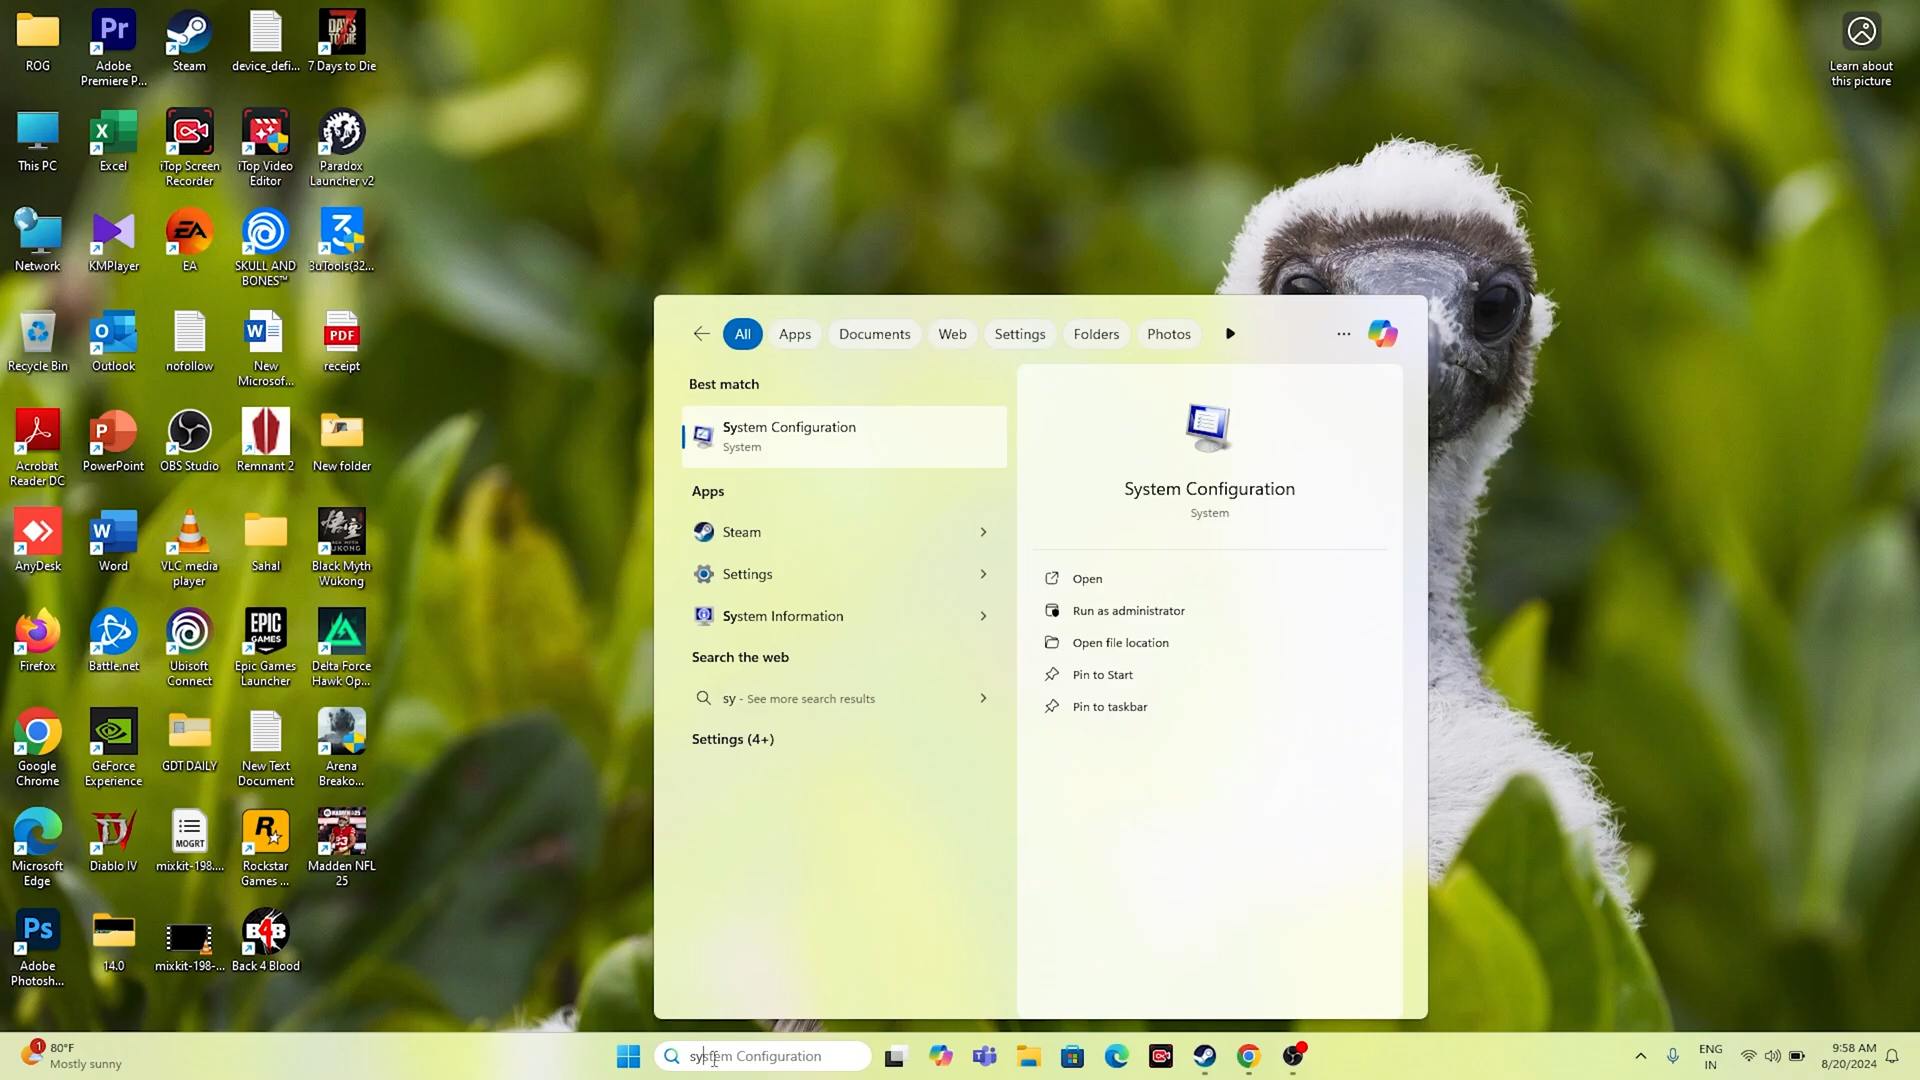 ROG
Adobe
Premiere P...
Steam
device_defi...
7 Days to Die
This PC
Excel
iTop Screen
Recorder
iTop Video
Editor
Paradox
Launcher v2
Network
KMPlayer
EA
SKULL AND
BONES™
3uTools(32...
Recycle Bin
Outlook
nofollow
New
Microsof...
receipt
Acrobat
Reader DC
PowerPoint
OBS Studio
Remnant 2
New folder
AnyDesk
Word
VLC media
player
Sahal
Black Myth
Wukong
Firefox
Battle.net
Ubisoft
Connect
Epic Games
Launcher
Delta Force
Hawk Op...
Google
Chrome
GeForce
Experience
GDT DAILY
New Text
Document
Arena
Breako...
Microsoft
Edge
Diablo IV
mixkit-198....
Rockstar
Games ...
Madden NFL
25
Adobe
Photosh...
14.0
mixkit-198-...
Back 4 Blood
Learn about
this picture
All
Apps
Documents
Web
Settings
Folders
Photos
Best match
System Configuration
System
Apps
Steam
Settings
System Information
Search the web
sy - See more search results
Settings (4+)
System Configuration
System
Open
Run as administrator
Open file location
Pin to Start
Pin to taskbar
1
80°F
Mostly sunny
system Configuration
ENG
IN
9:58 AM
8/20/2024